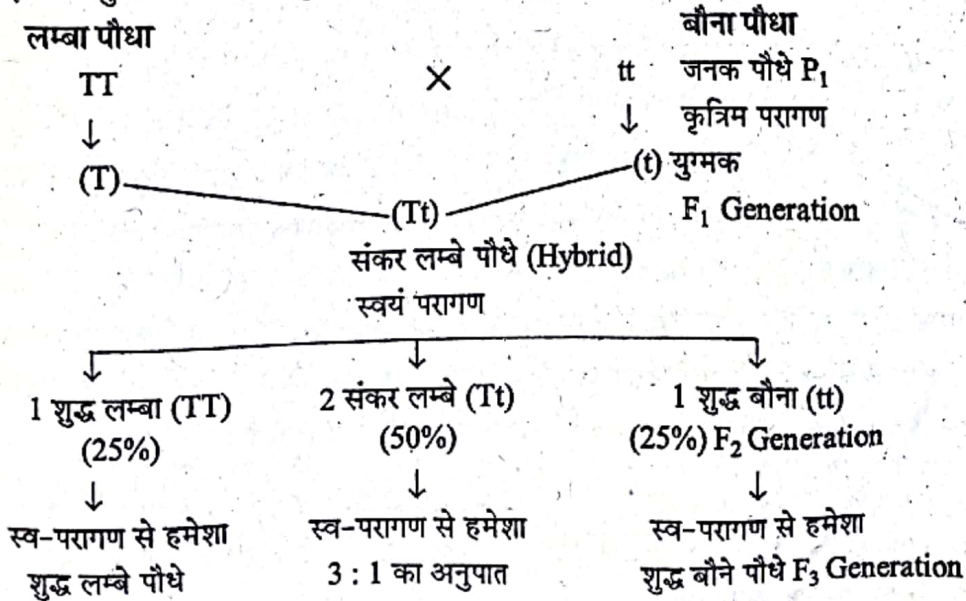 लम्बा पौधा बौना पौधा
TT × tt जनक पौधे P₁
↓ ↓ कृत्रिम परागण
(T) (t) युग्मक
(Tt) F₁ Generation
संकर लम्बे पौधे (Hybrid)
स्वयं परागण
1 शुद्ध लम्बा (TT) 2 संकर लम्बे (Tt) 1 शुद्ध बौना (tt)
(25%) (50%) (25%) F₂ Generation
↓ ↓ ↓
स्व-परागण से हमेशा स्व-परागण से हमेशा स्व-परागण से हमेशा
शुद्ध लम्बे पौधे 3 : 1 का अनुपात शुद्ध बौने पौधे F₃ Generation